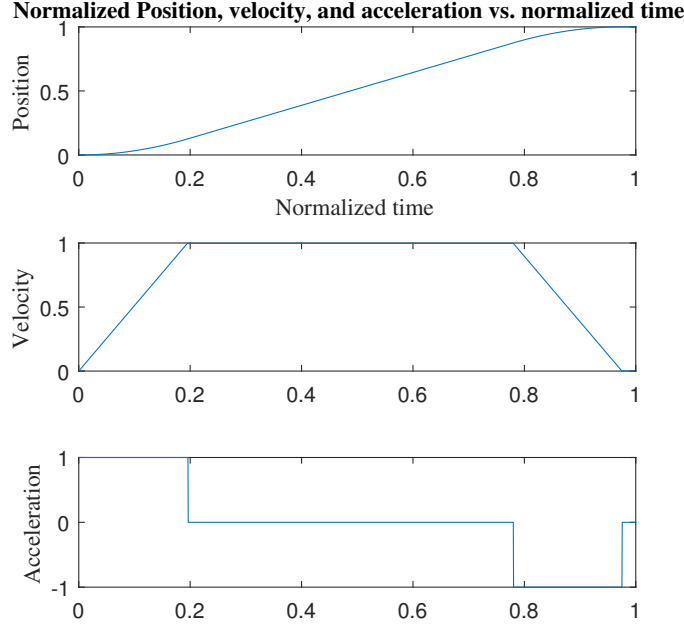 Normalized Position, velocity, and acceleration vs. normalized time
1
0.5
0
Position
0 0.2 0.4 0.6 0.8 1
Normalized time
1
0.5
0
Velocity
0 0.2 0.4 0.6 0.8 1
1
0
-1
Acceleration
0 0.2 0.4 0.6 0.8 1